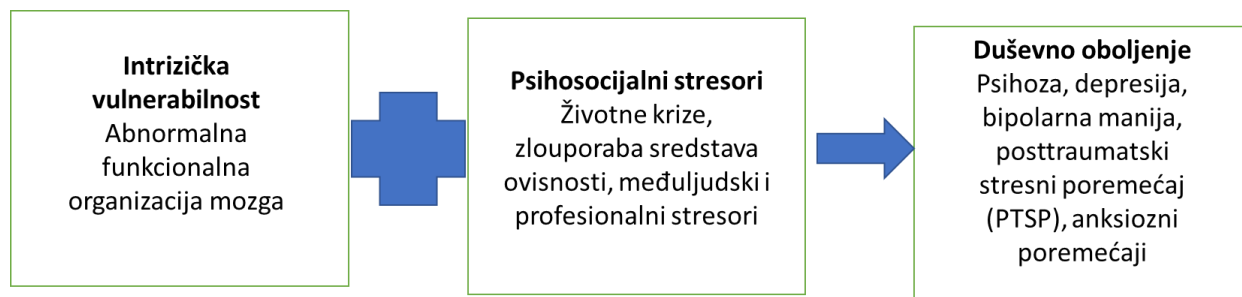 Intrizička
vulnerabilnost
Abnormalna
funkcionalna
organizacija mozga
Psihosocijalni stresori
Životne krize,
zlouporaba sredstava
ovisnosti, međuljudski i
profesionalni stresori
Duševno oboljenje
Psihoza, depresija,
bipolarna manija,
posttraumatski
stresni poremećaj
(PTSP), anksiozni
poremećaji